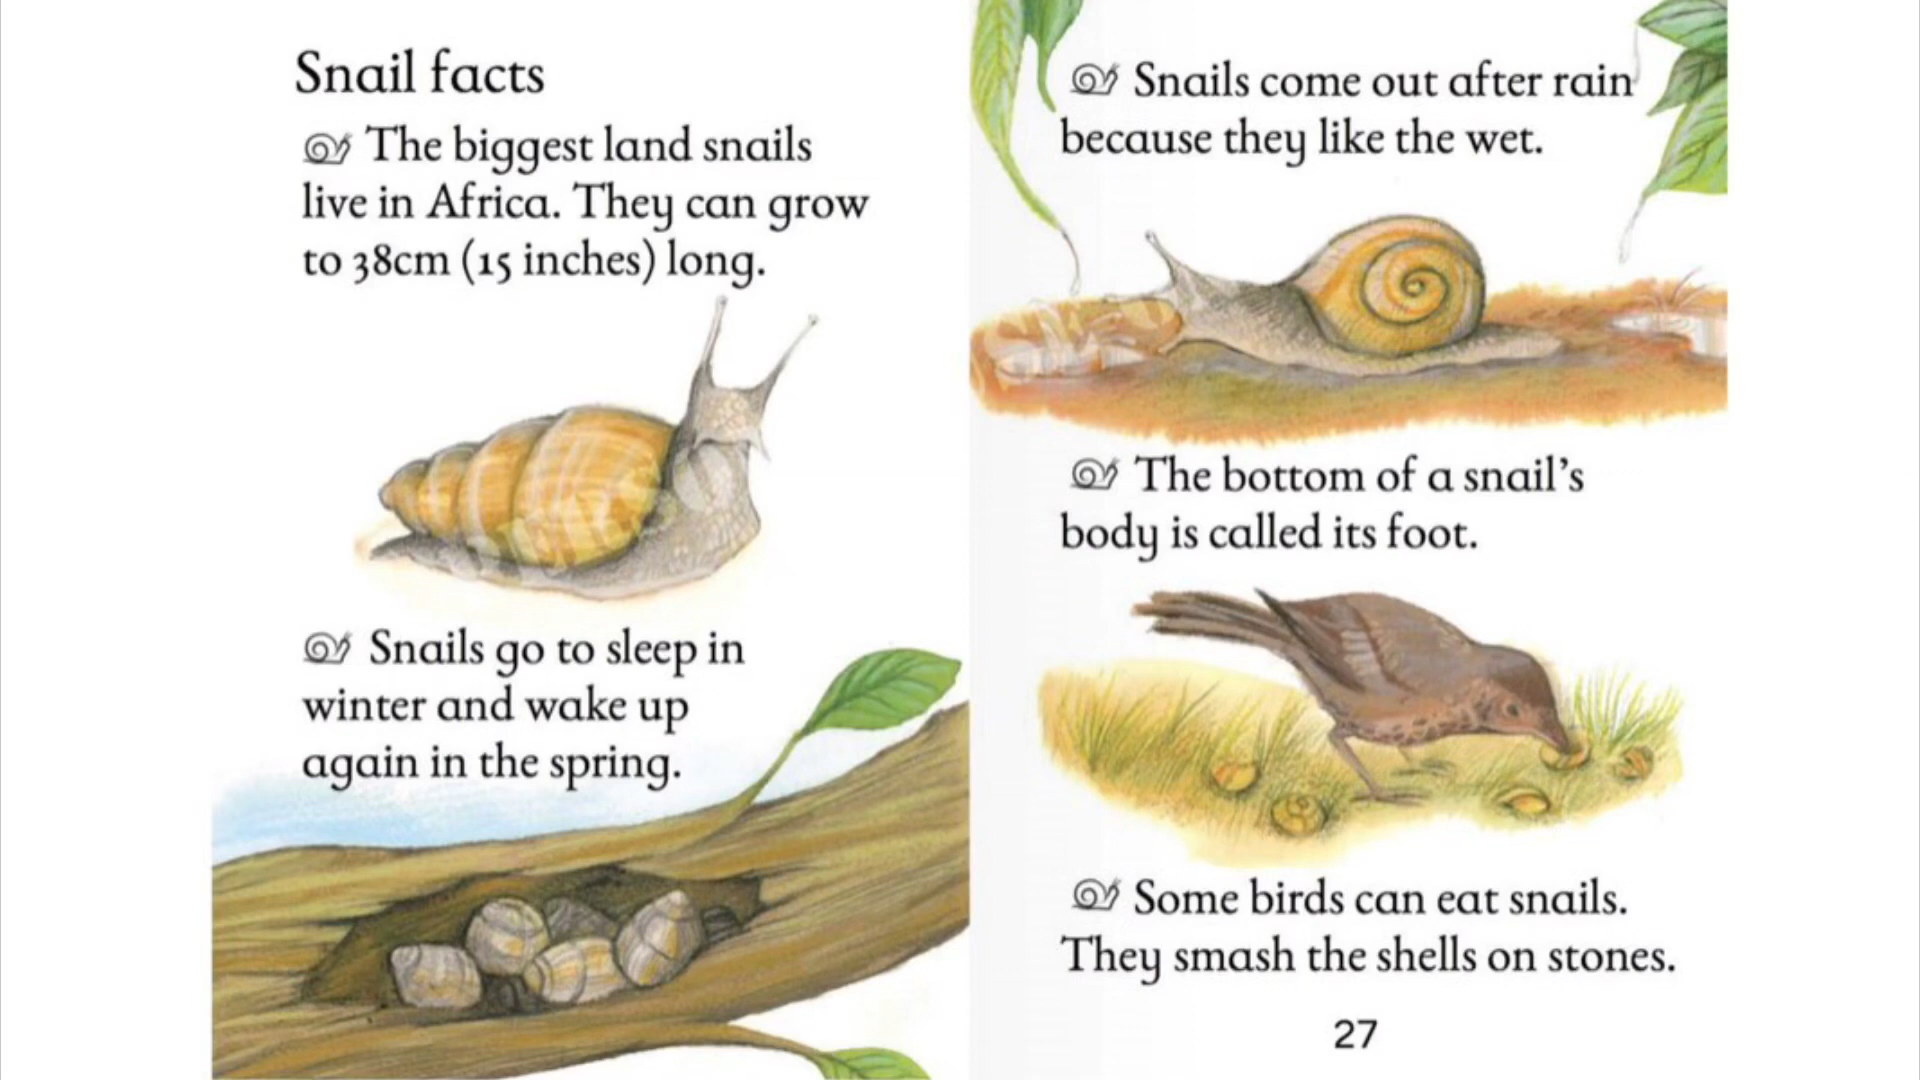 Snail facts
The biggest land snails
live in Africa. They can grow
to 38cm (15 inches) long.
Snails go to sleep in
winter and wake up
again in the spring.
Snails come out after rain
because they like the wet.
The bottom of a snail's
body is called its foot.
Some birds can eat snails.
They smash the shells on stones.
27